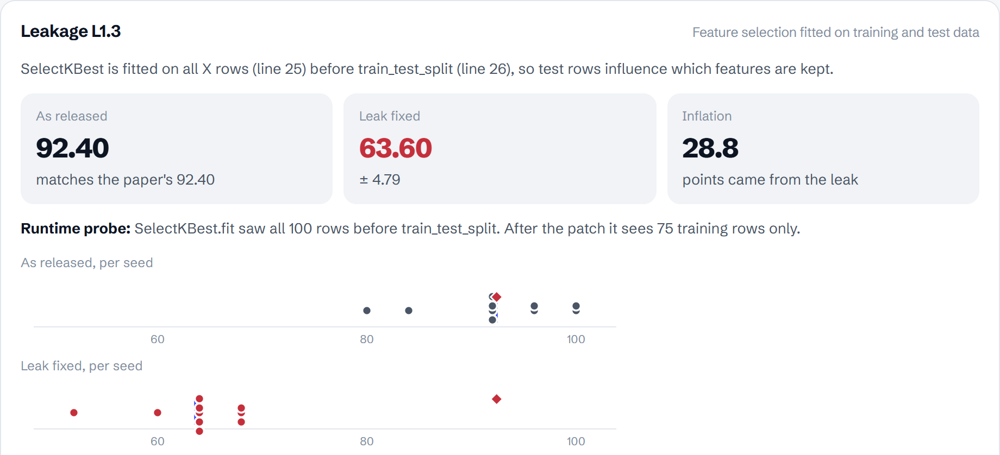 Leakage L1.3
Feature selection fitted on training and test data
SelectKBest is fitted on all X rows (line 25) before train_test_split (line 26), so test rows influence which features are kept.
As released
92.40
matches the paper's 92.40
Leak fixed
63.60
± 4.79
Inflation
28.8
points came from the leak
Runtime probe: SelectKBest.fit saw all 100 rows before train_test_split. After the patch it sees 75 training rows only.
As released, per seed
60 80 100
Leak fixed, per seed
60 80 100